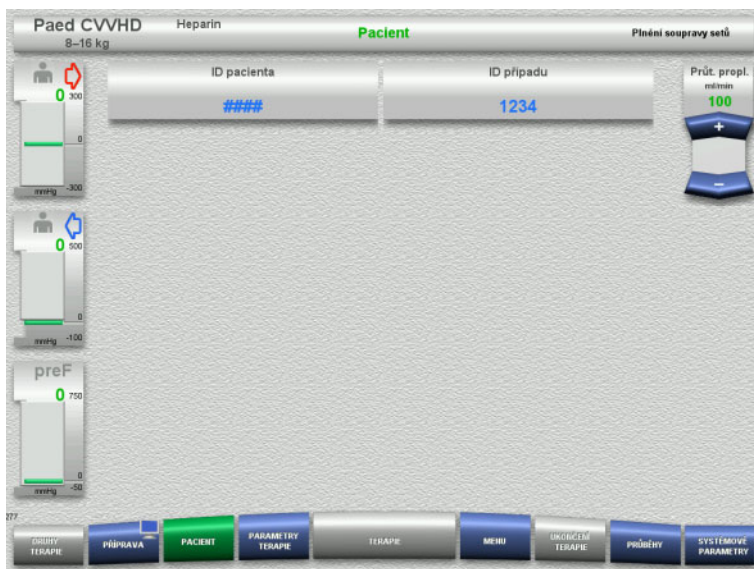 Paed CVVHD
Heparin
8–16 kg
Pacient
Plnění soupravy setů
ID pacienta
####
ID případu
1234
Průt. propl.
ml/min
100
+
–
0
300
0
-300
mmHg
0
500
0
-100
mmHg
preF
0
750
0
-50
mmHg
277
DRUHY
TERAPIE
PŘÍPRAVA
PACIENT
PARAMETRY
TERAPIE
TERAPIE
MENU
UKONČENÍ
TERAPIE
PRŮBĚHY
SYSTÉMOVÉ
PARAMETRY